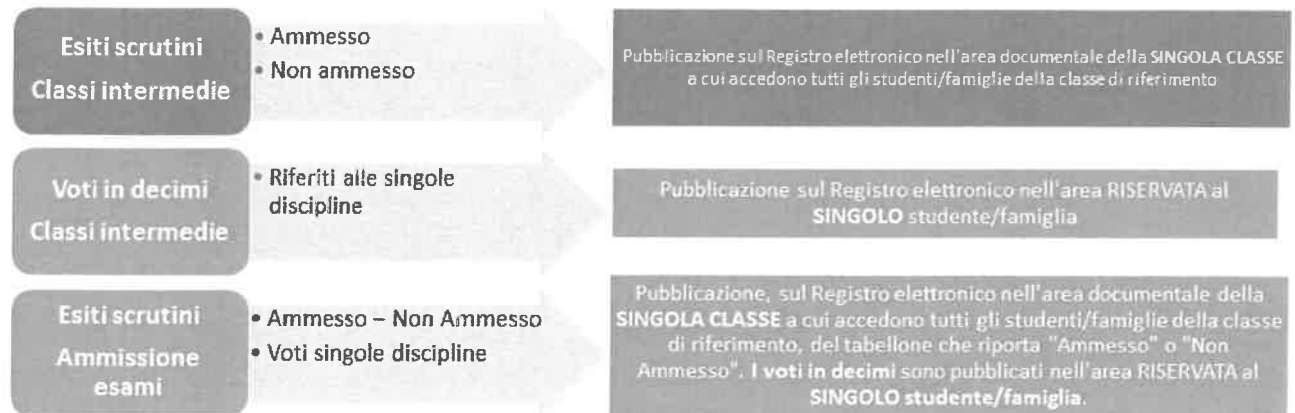 Esiti scrutini
Classi intermedie
• Ammesso
• Non ammesso
Pubblicazione sul Registro elettronico nell'area documentale della SINGOLA CLASSE
a cui accedono tutti gli studenti/famiglie della classe di riferimento
Voti in decimi
Classi intermedie
• Riferiti alle singole
discipline
Pubblicazione sul Registro elettronico nell'area RISERVATA al
SINGOLO studente/famiglia
Esiti scrutini
Ammissione
esami
• Ammesso – Non Ammesso
• Voti singole discipline
Pubblicazione, sul Registro elettronico nell'area documentale della
SINGOLA CLASSE a cui accedono tutti gli studenti/famiglie della classe
di riferimento, del tabellone che riporta "Ammesso" o "Non
Ammesso". I voti in decimi sono pubblicati nell'area RISERVATA al
SINGOLO studente/famiglia.